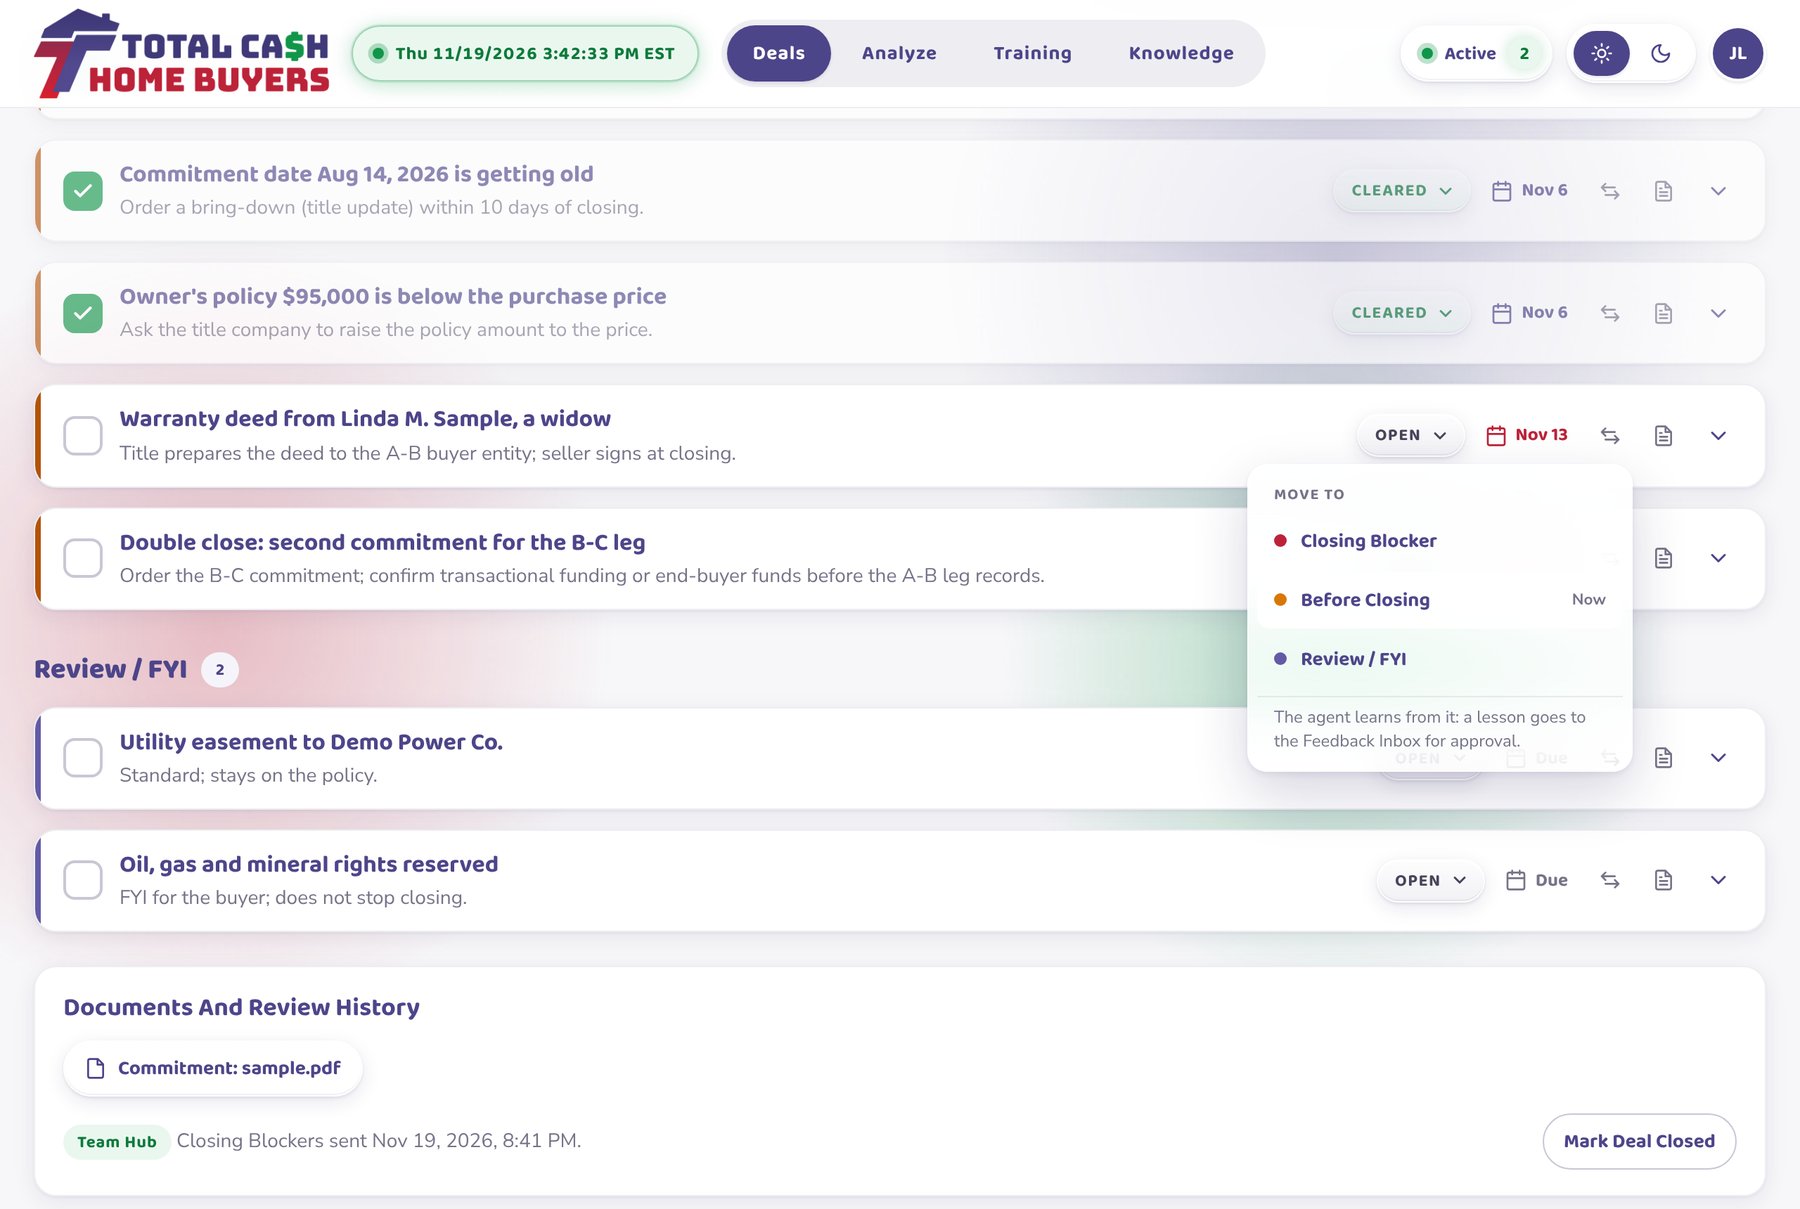 TOTAL CA$H
HOME BUYERS
Thu 11/19/2026 3:42:33 PM EST
Deals
Analyze
Training
Knowledge
Active 2
JL
Commitment date Aug 14, 2026 is getting old
Order a bring-down (title update) within 10 days of closing.
CLEARED
Nov 6
Owner's policy $95,000 is below the purchase price
Ask the title company to raise the policy amount to the price.
CLEARED
Nov 6
Warranty deed from Linda M. Sample, a widow
Title prepares the deed to the A-B buyer entity; seller signs at closing.
OPEN
Nov 13
MOVE TO
Closing Blocker
Before Closing
Now
Review / FYI
The agent learns from it: a lesson goes to
the Feedback Inbox for approval.
Double close: second commitment for the B-C leg
Order the B-C commitment; confirm transactional funding or end-buyer funds before the A-B leg records.
Review / FYI 2
Utility easement to Demo Power Co.
Standard; stays on the policy.
OPEN
Due
Oil, gas and mineral rights reserved
FYI for the buyer; does not stop closing.
OPEN
Due
Documents And Review History
Commitment: sample.pdf
Team Hub Closing Blockers sent Nov 19, 2026, 8:41 PM.
Mark Deal Closed